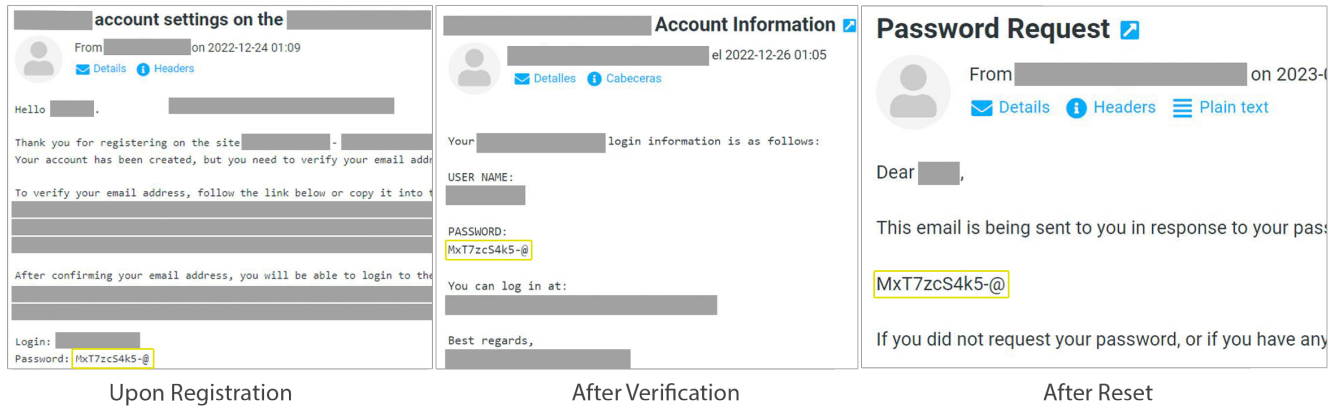 account settings on the
From on 2022-12-24 01:09
Details Headers
Hello .
Thank you for registering on the site -
Your account has been created, but you need to verify your email addr
To verify your email address, follow the link below or copy it into t
After confirming your email address, you will be able to login to the
Login:
Password: MxT7zcS4k5-@
Upon Registration
Account Information
el 2022-12-26 01:05
Detalles Cabeceras
Your login information is as follows:
USER NAME:
PASSWORD:
MxT7zcS4k5-@
You can log in at:
Best regards,
After Verification
Password Request
From on 2023-
Details Headers Plain text
Dear ,
This email is being sent to you in response to your pass
MxT7zcS4k5-@
If you did not request your password, or if you have any
After Reset